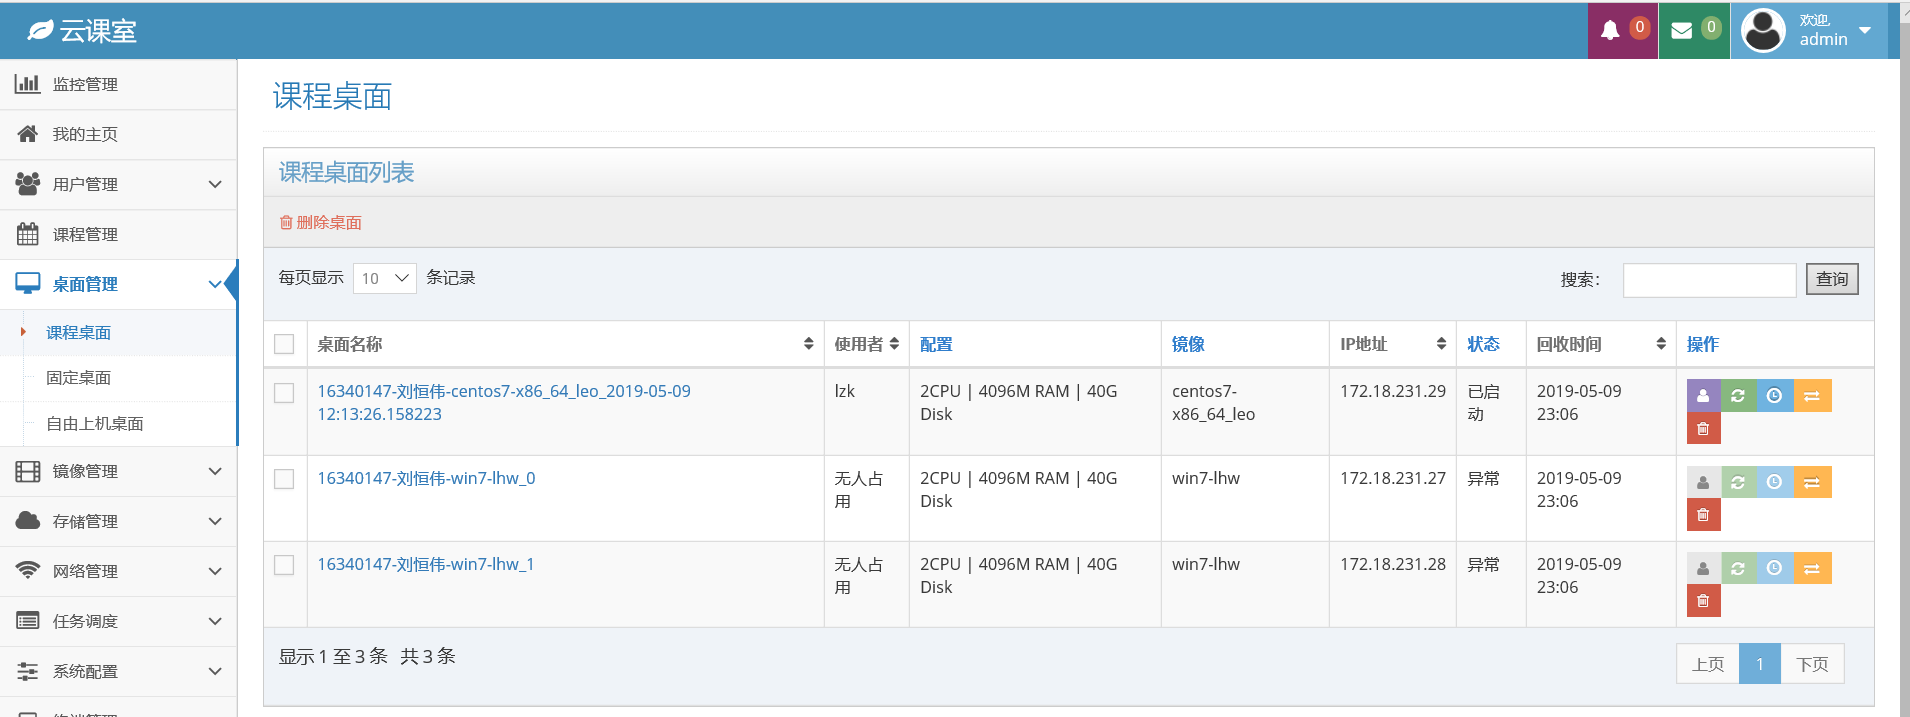 云课室
0
0
欢迎,
admin
监控管理
我的主页
用户管理
课程管理
桌面管理
课程桌面
固定桌面
自由上机桌面
镜像管理
存储管理
网络管理
任务调度
系统配置
课程桌面
课程桌面列表
删除桌面
每页显示 10 条记录
搜索: 查询
桌面名称 使用者 配置 镜像 IP地址 状态 回收时间 操作
16340147-刘恒伟-centos7-x86_64_leo_2019-05-09 lzk 2CPU | 4096M RAM | 40G centos7- 172.18.231.29 已启 2019-05-09
12:13:26.158223 Disk x86_64_leo 动 23:06
16340147-刘恒伟-win7-lhw_0 无人占 2CPU | 4096M RAM | 40G win7-lhw 172.18.231.27 异常 2019-05-09
用 Disk 23:06
16340147-刘恒伟-win7-lhw_1 无人占 2CPU | 4096M RAM | 40G win7-lhw 172.18.231.28 异常 2019-05-09
用 Disk 23:06
显示 1 至 3 条 共 3 条
上页 1 下页